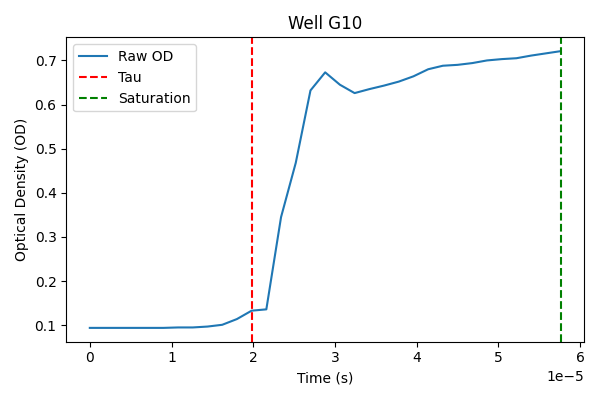 Well G10
Raw OD
Tau
Saturation
Optical Density (OD)
0.7
0.6
0.5
0.4
0.3
0.2
0.1
0 1 2 3 4 5 6
1e−5
Time (s)